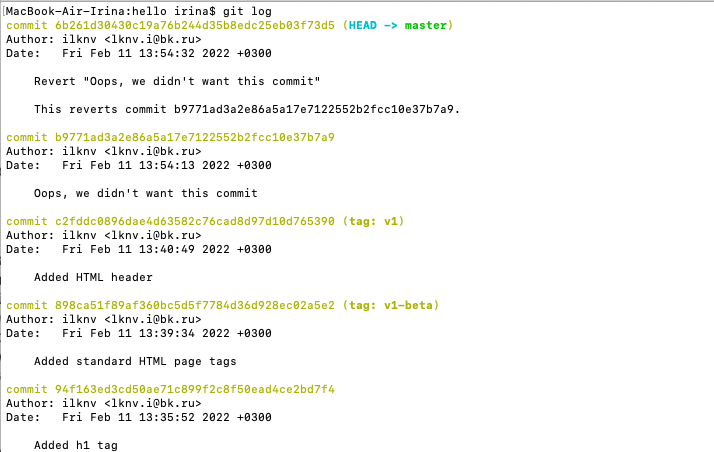 MacBook-Air-Irina:hello irina$ git log
commit 6b261d30430c19a76b244d35b8edc25eb03f73d5 (HEAD -> master)
Author: ilknv <lknv.i@bk.ru>
Date:   Fri Feb 11 13:54:32 2022 +0300
Revert "Oops, we didn't want this commit"
This reverts commit b9771ad3a2e86a5a17e7122552b2fcc10e37b7a9.
commit b9771ad3a2e86a5a17e7122552b2fcc10e37b7a9
Author: ilknv <lknv.i@bk.ru>
Date:   Fri Feb 11 13:54:13 2022 +0300
Oops, we didn't want this commit
commit c2fddc0896dae4d63582c76cad8d97d10d765390 (tag: v1)
Author: ilknv <lknv.i@bk.ru>
Date:   Fri Feb 11 13:40:49 2022 +0300
Added HTML header
commit 898ca51f89af360bc5d5f7784d36d928ec02a5e2 (tag: v1-beta)
Author: ilknv <lknv.i@bk.ru>
Date:   Fri Feb 11 13:39:34 2022 +0300
Added standard HTML page tags
commit 94f163ed3cd50ae71c899f2c8f50ead4ce2bd7f4
Author: ilknv <lknv.i@bk.ru>
Date:   Fri Feb 11 13:35:52 2022 +0300
Added h1 tag